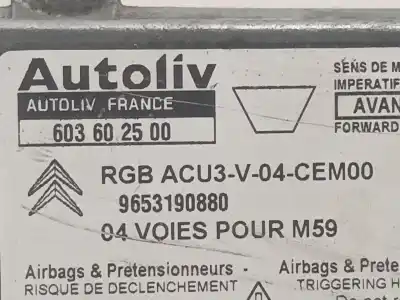 Autoliv
AUTOLIV FRANCE
603 60 25 00
SENS DE M
IMPERATIF
AVAN
FORWARD
RGB ACU3-V-04-CEM00
9653190880
04 VOIES POUR M59
Airbags & Pretensionneurs -
RISQUE DE DECLENCHEMENT
Airbags & Preten
TRIGGERING H